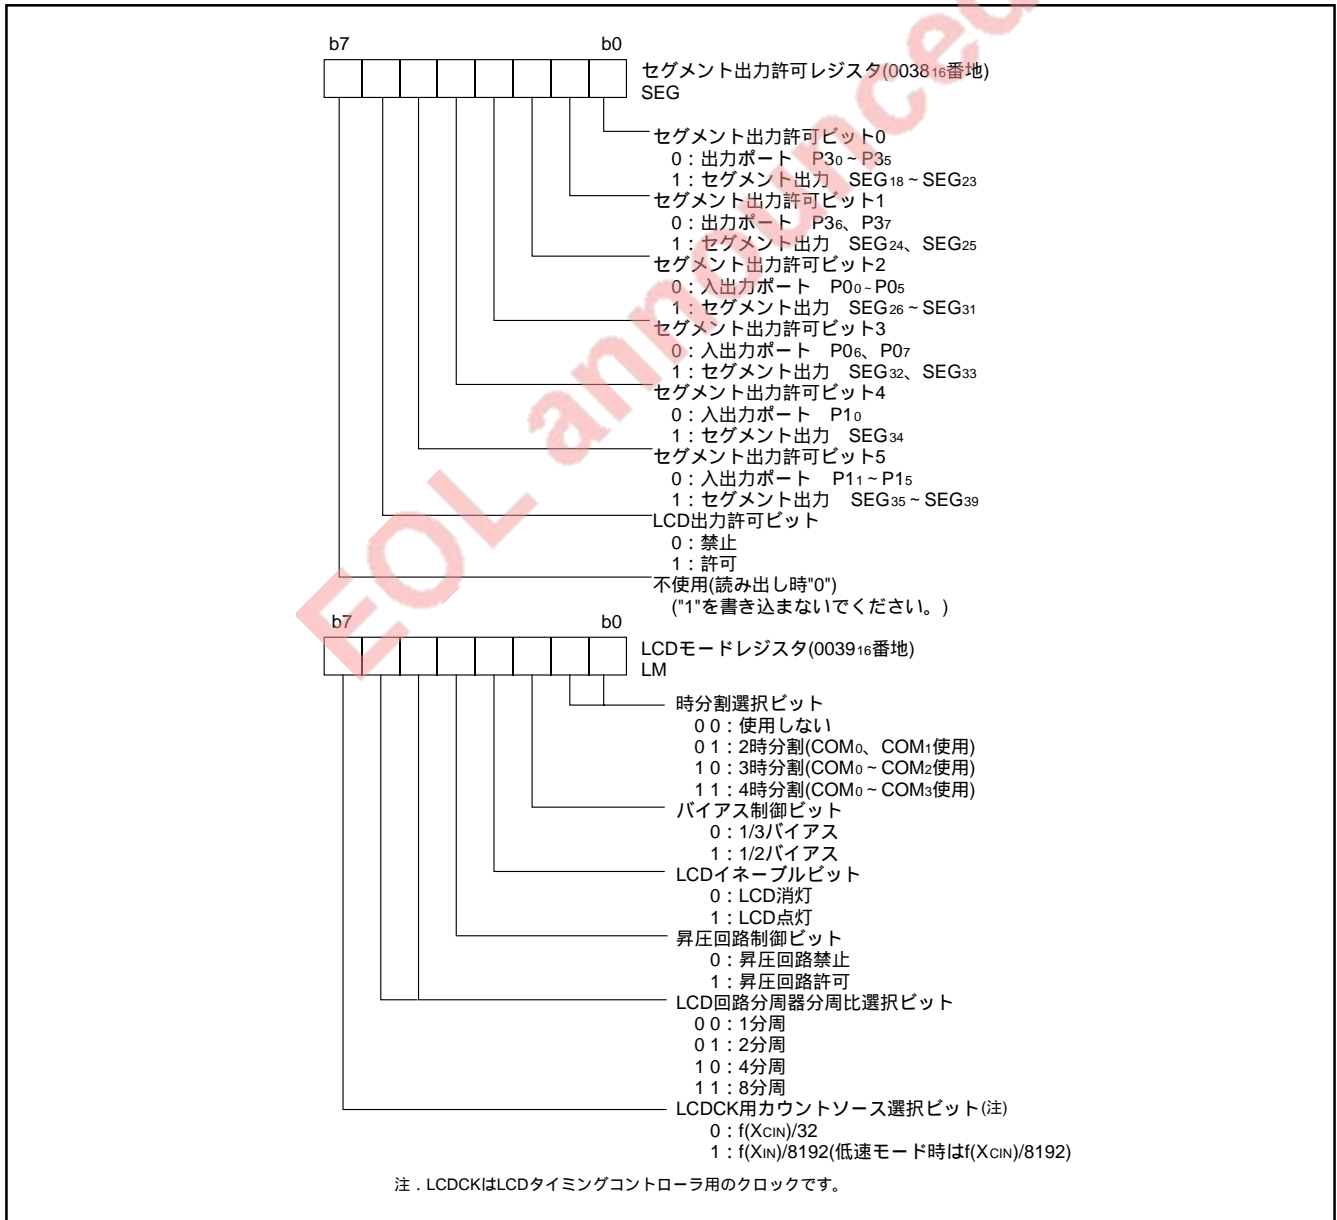 b7 b0
セグメント出力許可レジスタ(003816番地)
SEG
セグメント出力許可ビット0
0：出力ポート　P30～P35
1：セグメント出力　SEG18～SEG23
セグメント出力許可ビット1
0：出力ポート　P36、P37
1：セグメント出力　SEG24、SEG25
セグメント出力許可ビット2
0：入出力ポート　P00～P05
1：セグメント出力　SEG26～SEG31
セグメント出力許可ビット3
0：入出力ポート　P06、P07
1：セグメント出力　SEG32、SEG33
セグメント出力許可ビット4
0：入出力ポート　P10
1：セグメント出力　SEG34
セグメント出力許可ビット5
0：入出力ポート　P11～P15
1：セグメント出力　SEG35～SEG39
LCD出力許可ビット
0：禁止
1：許可
不使用(読み出し時"0")
("1"を書き込まないでください。)
b7 b0
LCDモードレジスタ(003916番地)
LM
時分割選択ビット
0 0：使用しない
0 1：2時分割(COM0、COM1使用)
1 0：3時分割(COM0～COM2使用)
1 1：4時分割(COM0～COM3使用)
バイアス制御ビット
0：1/3バイアス
1：1/2バイアス
LCDイネーブルビット
0：LCD消灯
1：LCD点灯
昇圧回路制御ビット
0：昇圧回路禁止
1：昇圧回路許可
LCD回路分周器分周比選択ビット
0 0：1分周
0 1：2分周
1 0：4分周
1 1：8分周
LCDCK用カウントソース選択ビット(注)
0：f(XCIN)/32
1：f(XIN)/8192(低速モード時はf(XCIN)/8192)
注．LCDCKはLCDタイミングコントローラ用のクロックです。
EOL announced